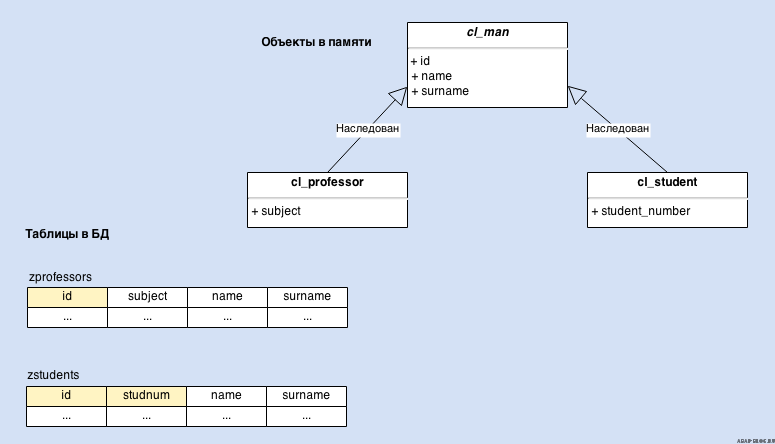 Объекты в памяти
cl_man
+ id
+ name
+ surname
Наследован
Наследован
cl_professor
+ subject
cl_student
+ student_number
Таблицы в БД
zprofessors
id subject name surname
... ... ... ...
zstudents
id studnum name surname
... ... ... ...